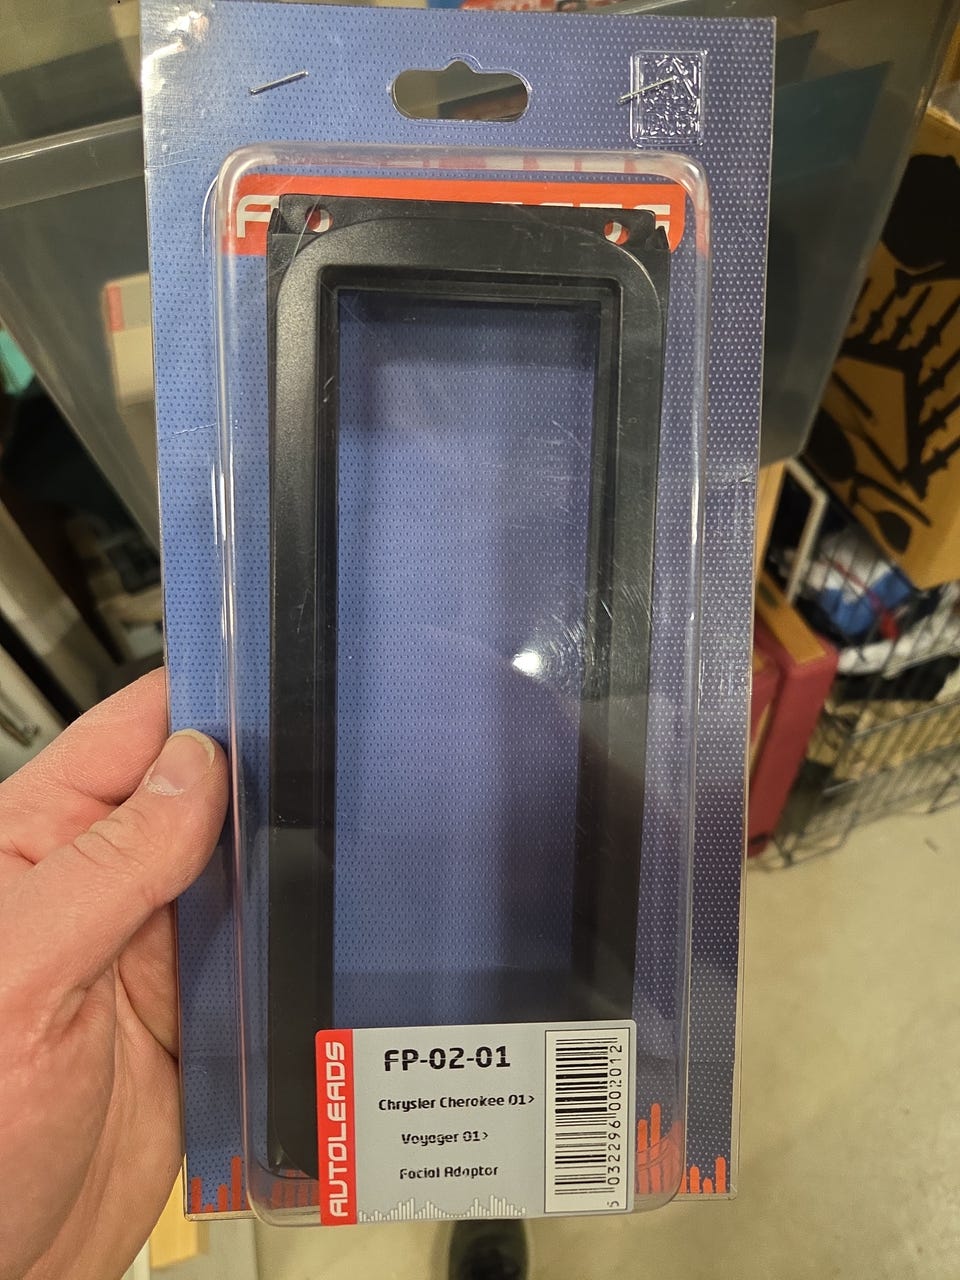 AUTOLEADS
FP-02-01
Chrysler Cherokee 01>
Voyager 01>
Facial Adaptor
5 032296 002012